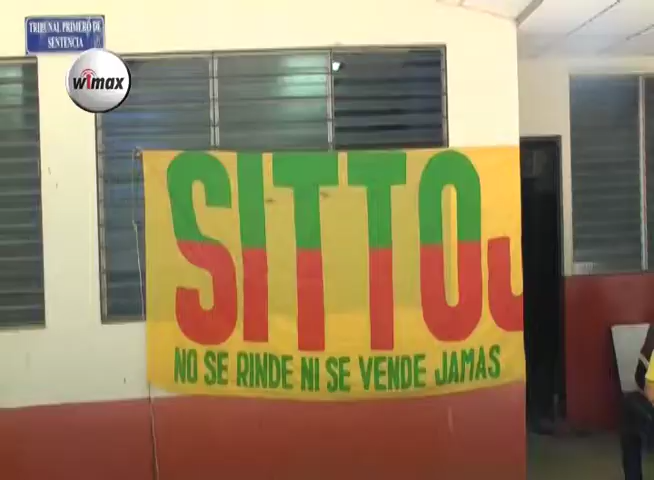 TRIBUNAL PRIMERO DE
SENTENCIA
wimax
SITTOJ
NO SE RINDE NI SE VENDE JAMAS